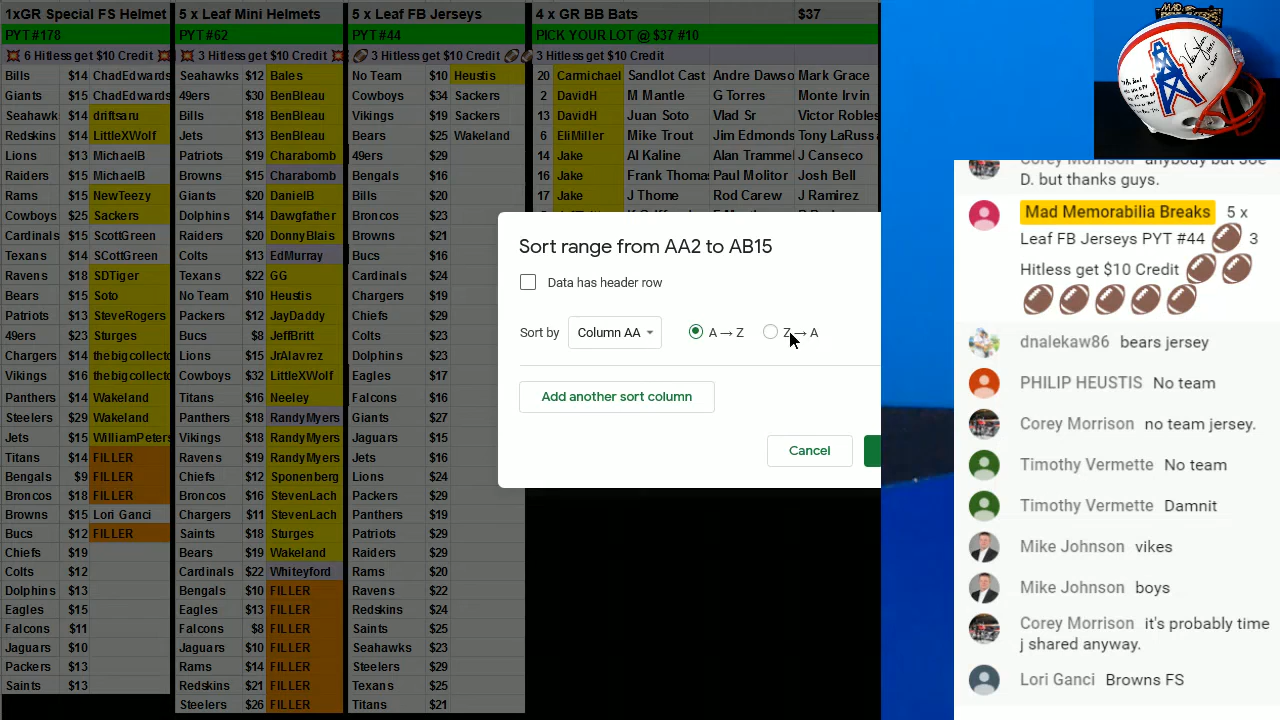 1xGR Special FS Helmet
PYT #178
💥 6 Hitless get $10 Credit 💥
Bills $14 ChadEdwards
Giants $15 ChadEdwards
Seahawk $14 driftsaru
Redskins $14 LittleXWolf
Lions $13 MichaelB
Raiders $15 MichaelB
Rams $15 NewTeezy
Cowboys $25 Sackers
Cardinals $15 ScottGreen
Texans $14 SCottGreen
Ravens $18 SDTiger
Bears $15 Soto
Patriots $13 SteveRogers
49ers $23 Sturges
Chargers $14 thebigcollecto
Vikings $16 thebigcollecto
Panthers $14 Wakeland
Steelers $29 Wakeland
Jets $15 WilliamPeters
Titans $14 FILLER
Bengals $9 FILLER
Broncos $18 FILLER
Browns $15 Lori Ganci
Bucs $12 FILLER
Chiefs $19
Colts $12
Dolphins $13
Eagles $15
Falcons $11
Jaguars $10
Packers $13
Saints $13
5 x Leaf Mini Helmets
PYT #62
💥 3 Hitless get $10 Credit 💥
Seahawks $12 Bales
49ers $30 BenBleau
Bills $18 BenBleau
Jets $13 BenBleau
Patriots $19 Charabomb
Browns $15 Charabomb
Giants $20 DanielB
Dolphins $14 Dawgfather
Raiders $20 DonnyBlais
Colts $13 EdMurray
Texans $22 GG
No Team $10 Heustis
Packers $12 JayDaddy
Bucs $8 JeffBritt
Lions $15 JrAlavrez
Cowboys $32 LittleXWolf
Titans $16 Neeley
Panthers $18 RandyMyers
Vikings $18 RandyMyers
Ravens $19 RandyMyers
Chiefs $12 Sponenberg
Broncos $16 StevenLach
Chargers $11 StevenLach
Saints $18 Sturges
Bears $19 Wakeland
Cardinals $22 Whiteyford
Bengals $10 FILLER
Eagles $13 FILLER
Falcons $8 FILLER
Jaguars $10 FILLER
Rams $14 FILLER
Redskins $21 FILLER
Steelers $26 FILLER
5 x Leaf FB Jerseys
PYT #44
🏈 3 Hitless get $10 Credit 🏈🏈
No Team $10 Heustis
Cowboys $34 Sackers
Vikings $19 Sackers
Bears $25 Wakeland
49ers $29
Bengals $16
Bills $20
Broncos $23
Browns $21
Bucs $16
Cardinals $24
Chargers $19
Chiefs $29
Colts $23
Dolphins $23
Eagles $17
Falcons $16
Giants $27
Jaguars $15
Jets $16
Lions $24
Packers $29
Panthers $19
Patriots $29
Raiders $29
Rams $20
Ravens $22
Redskins $24
Saints $25
Seahawks $23
Steelers $29
Texans $25
Titans $21
4 x GR BB Bats $37
PICK YOUR LOT @ $37 #10
3 Hitless get $10 Credit
20 Carmichael Sandlot Cast Andre Dawso Mark Grace
2 DavidH M Mantle G Torres Monte Irvin
13 DavidH Juan Soto Vlad Sr Victor Robles
6 EliMiller Mike Trout Jim Edmonds Tony LaRussa
14 Jake Al Kaline Alan Trammel J Canseco
16 Jake Frank Thomas Paul Molitor Josh Bell
17 Jake J Thome Rod Carew J Ramirez
Sort range from AA2 to AB15
Data has header row
Sort by Column AA A → Z Z → A
Add another sort column
Cancel
Corey Morrison anybody but Joe
D. but thanks guys.
Mad Memorabilia Breaks 5 x
Leaf FB Jerseys PYT #44 🏈 3
Hitless get $10 Credit 🏈 🏈
🏈 🏈 🏈 🏈 🏈
dnalekaw86 bears jersey
PHILIP HEUSTIS No team
Corey Morrison no team jersey.
Timothy Vermette No team
Timothy Vermette Damnit
Mike Johnson vikes
Mike Johnson boys
Corey Morrison it's probably time
j shared anyway.
Lori Ganci Browns FS